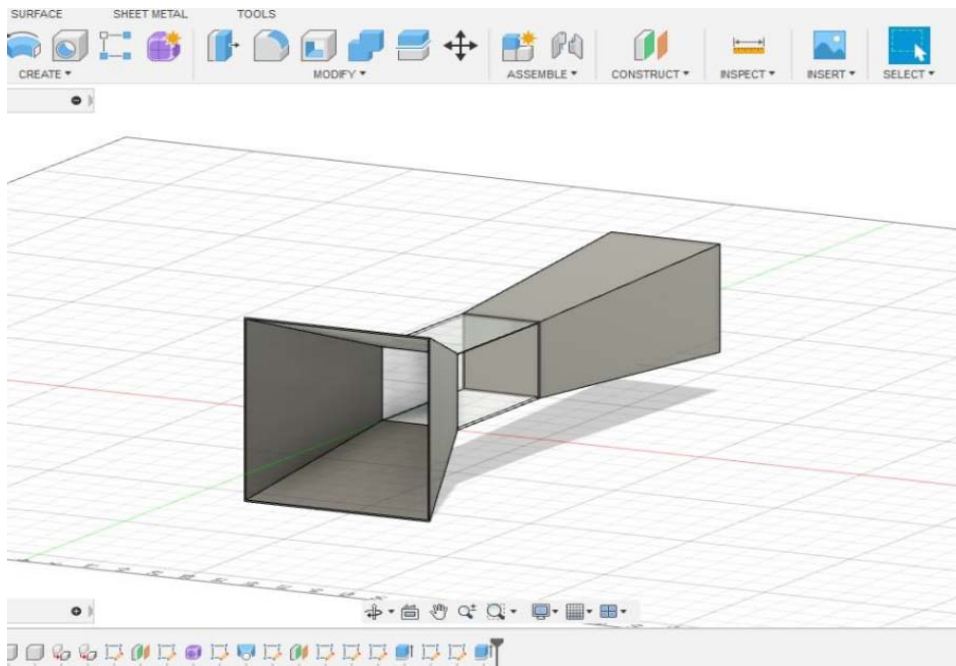 SURFACE SHEET METAL TOOLS
CREATE ▾ MODIFY ▾ ASSEMBLE ▾ CONSTRUCT ▾ INSPECT ▾ INSERT ▾ SELECT ▾